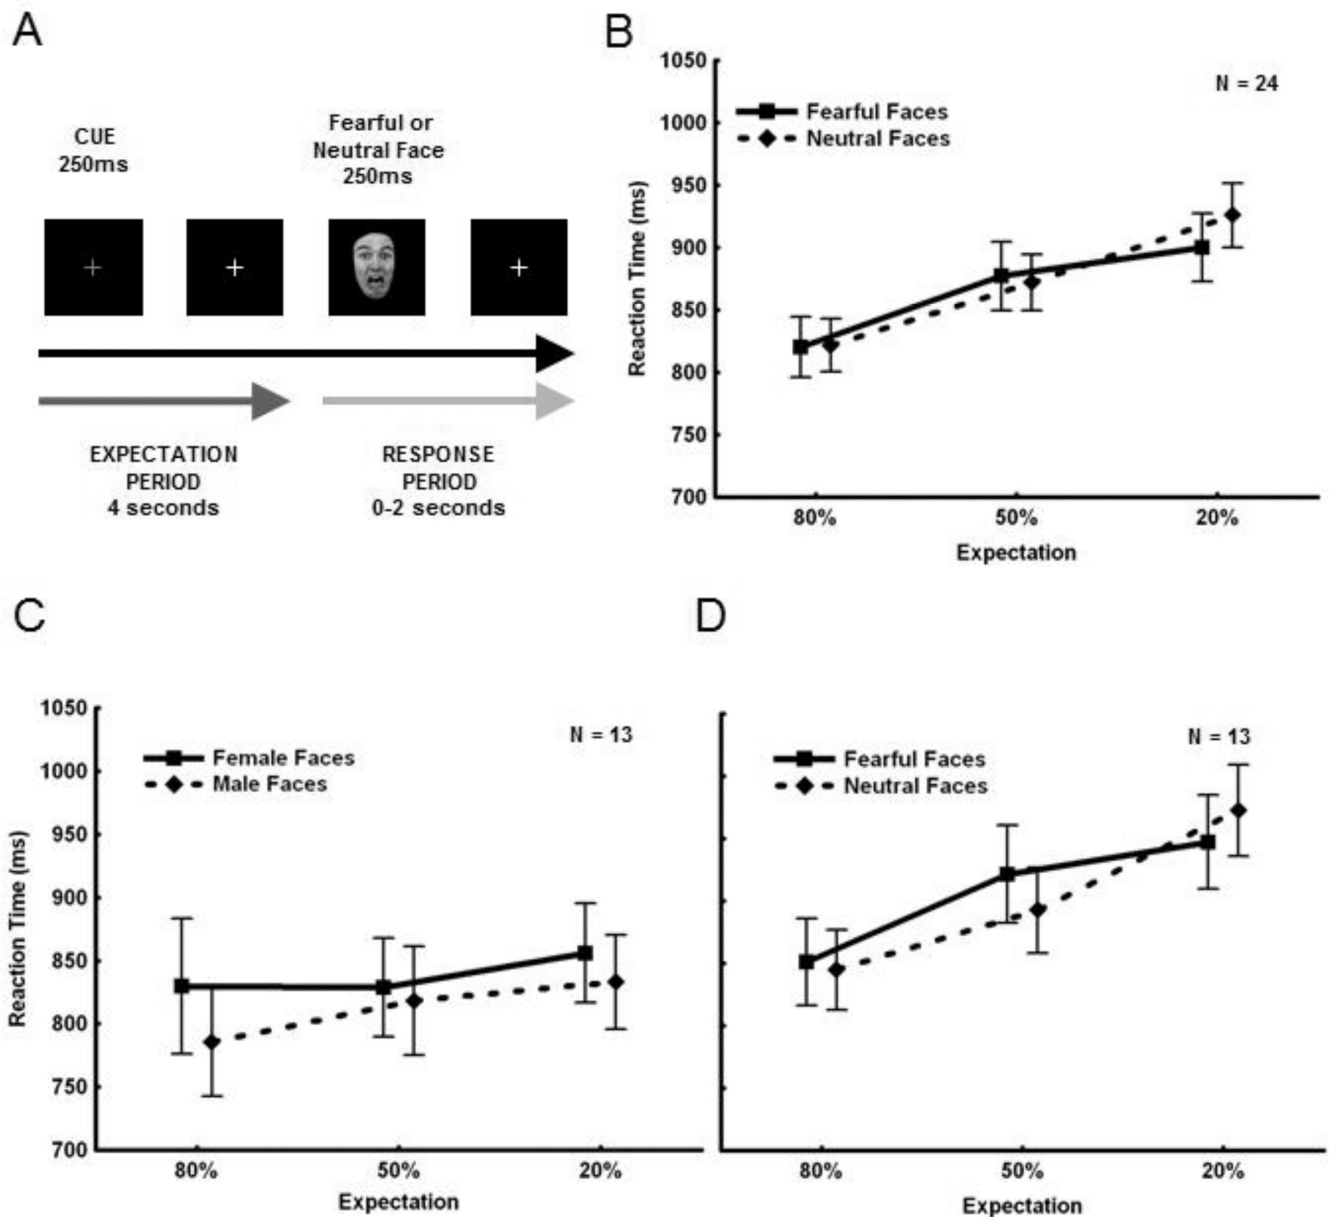 A
CUE
250ms
Fearful or
Neutral Face
250ms
EXPECTATION
PERIOD
4 seconds
RESPONSE
PERIOD
0-2 seconds
B
N = 24
Fearful Faces
Neutral Faces
Reaction Time (ms)
1050
1000
950
900
850
800
750
700
80%
50%
20%
Expectation
C
N = 13
Female Faces
Male Faces
Reaction Time (ms)
1050
1000
950
900
850
800
750
700
80%
50%
20%
Expectation
D
N = 13
Fearful Faces
Neutral Faces
80%
50%
20%
Expectation